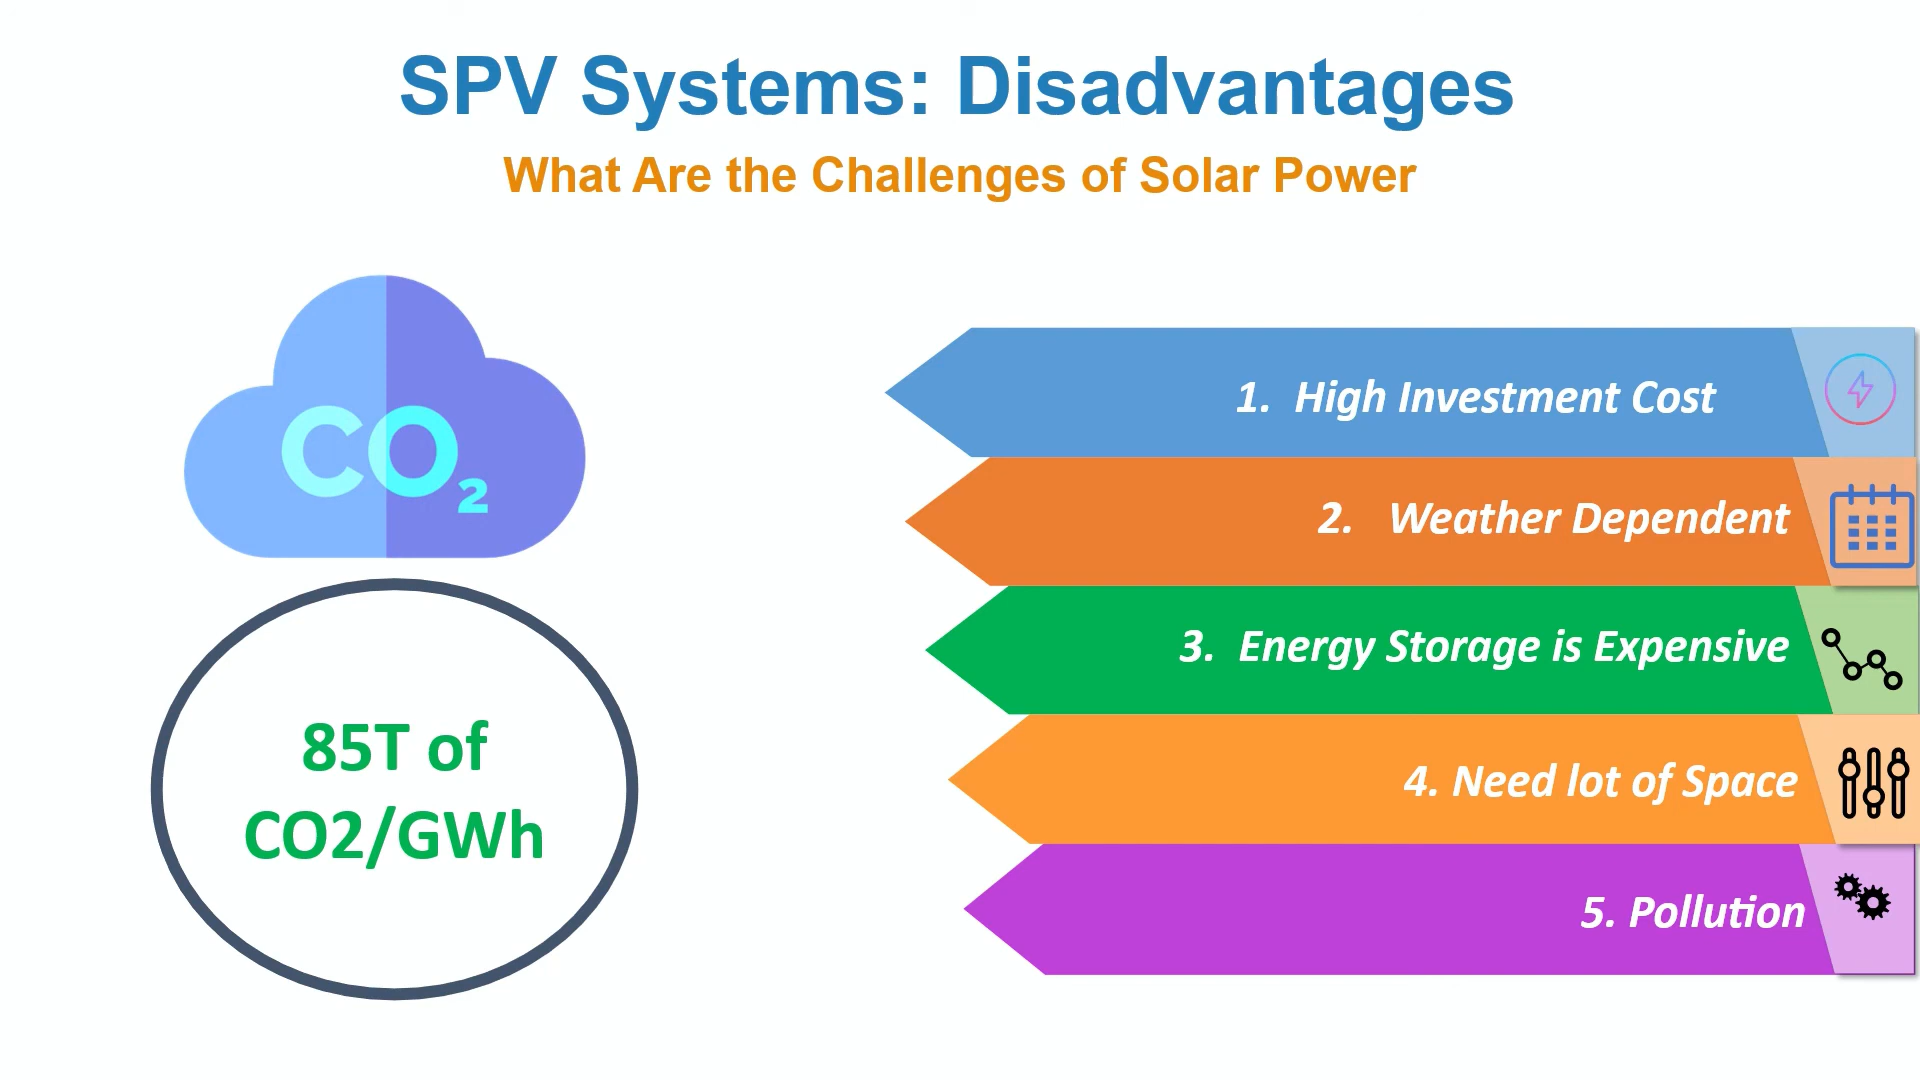 SPV Systems: Disadvantages
What Are the Challenges of Solar Power
CO₂
85T of
CO2/GWh
1. High Investment Cost
2. Weather Dependent
3. Energy Storage is Expensive
4. Need lot of Space
5. Pollution